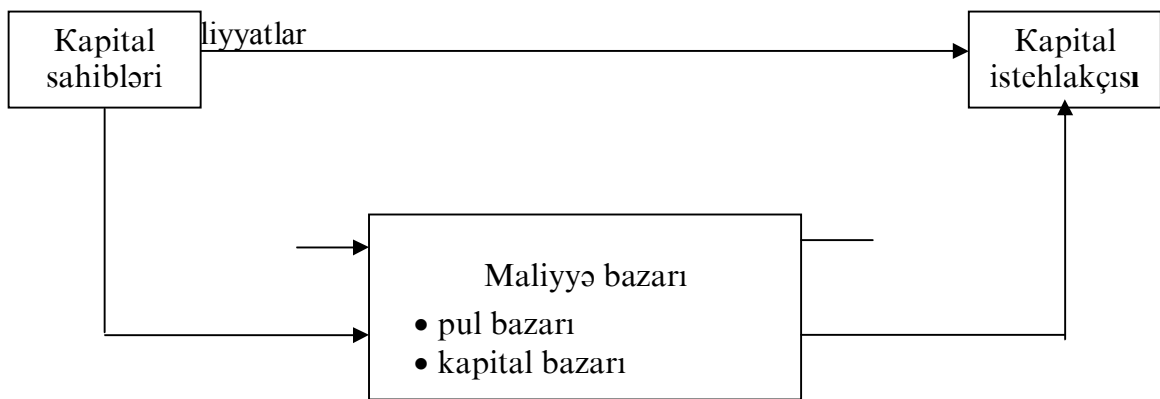 Kapital
sahibləri
liyyatlar
Kapital
istehlakçısı
Maliyyə bazarı
• pul bazarı
• kapital bazarı